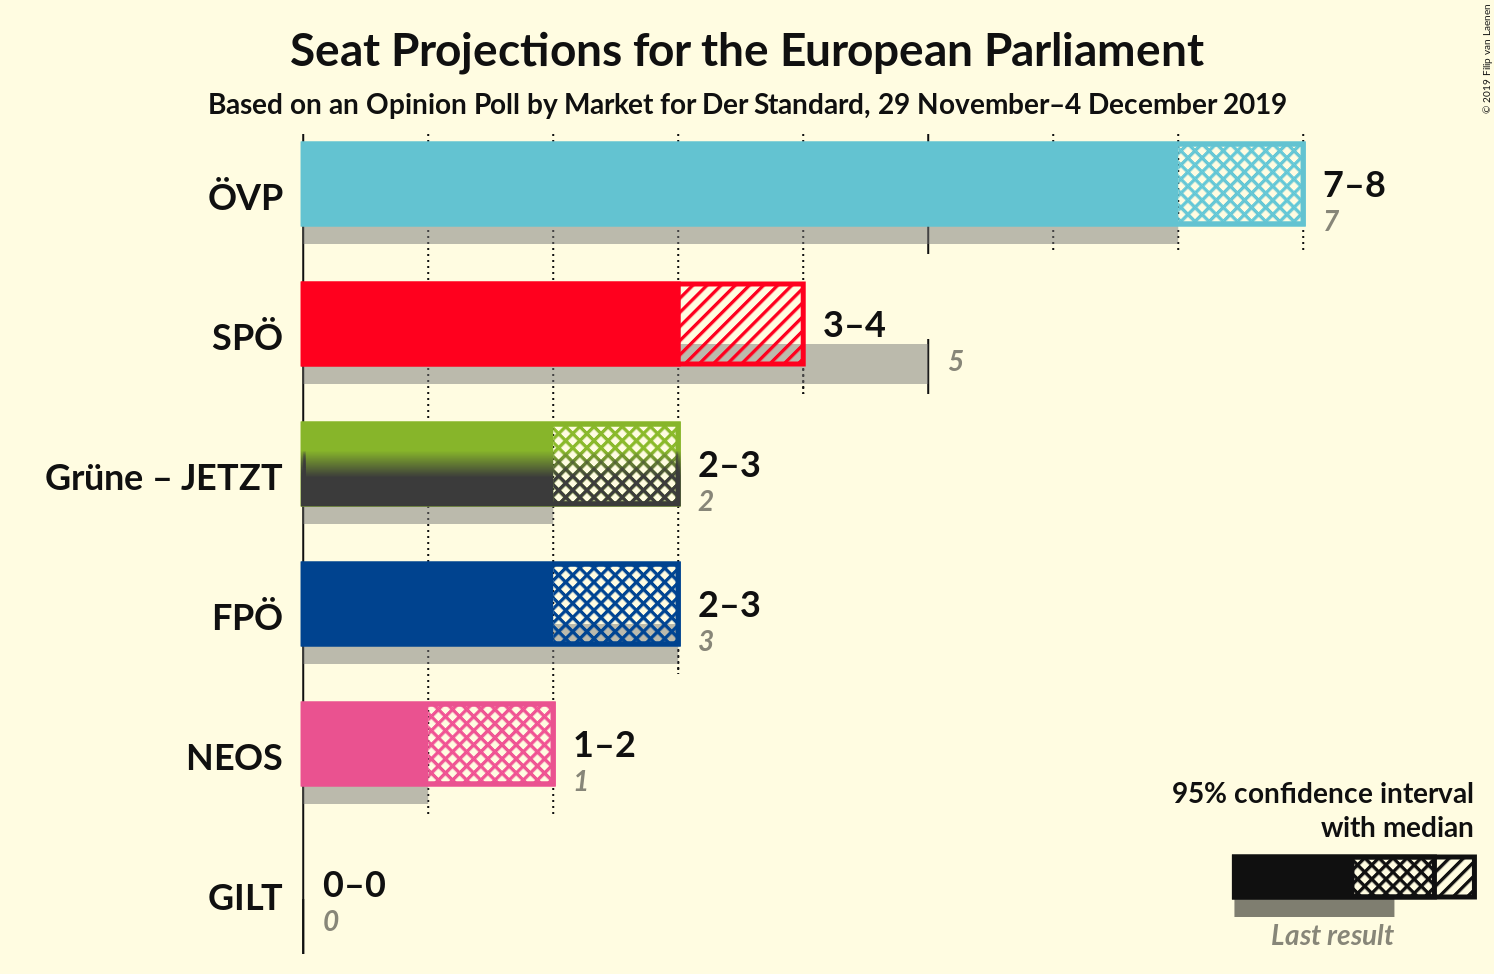 Seat Projections for the European Parliament
Based on an Opinion Poll by Market for Der Standard, 29 November–4 December 2019
© 2019 Filip van Laenen
ÖVP
7–8
7
SPÖ
3–4
5
Grüne – JETZT
2–3
2
FPÖ
2–3
3
NEOS
1–2
1
GILT
0–0
0
95% confidence interval
with median
Last result